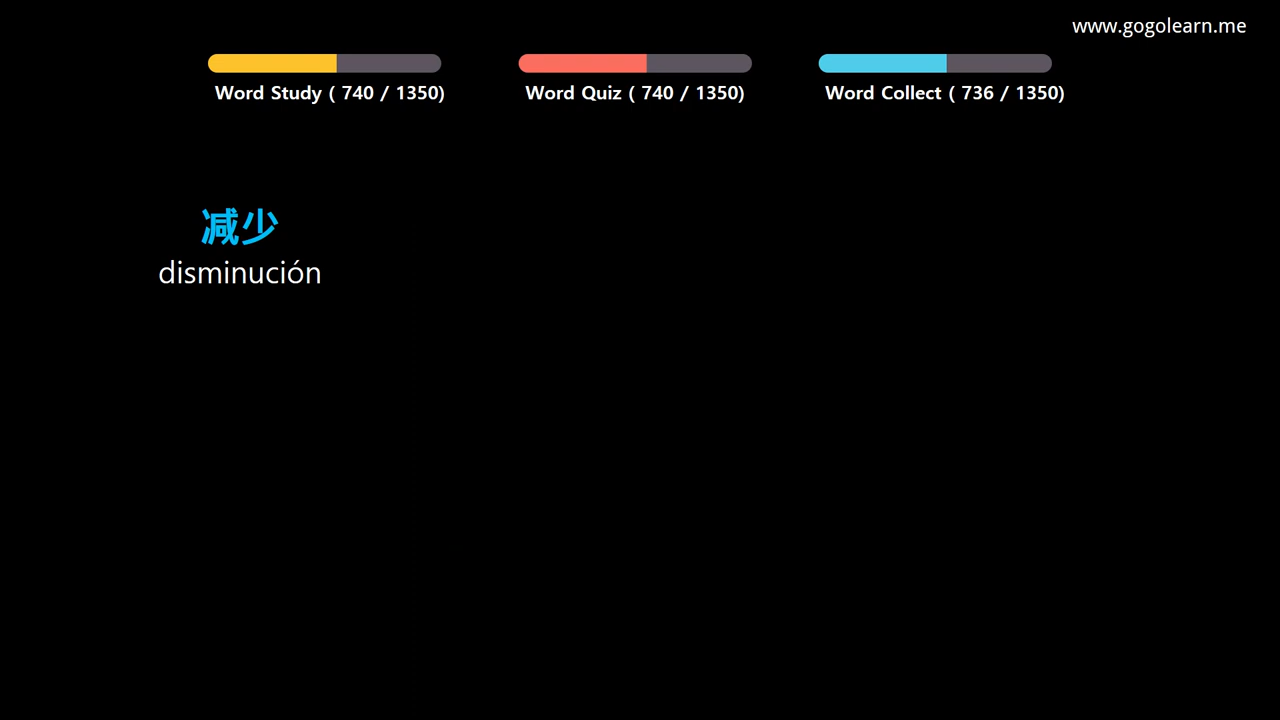 www.gogolearn.me
Word Study ( 740 / 1350)
Word Quiz ( 740 / 1350)
Word Collect ( 736 / 1350)
减少
disminución